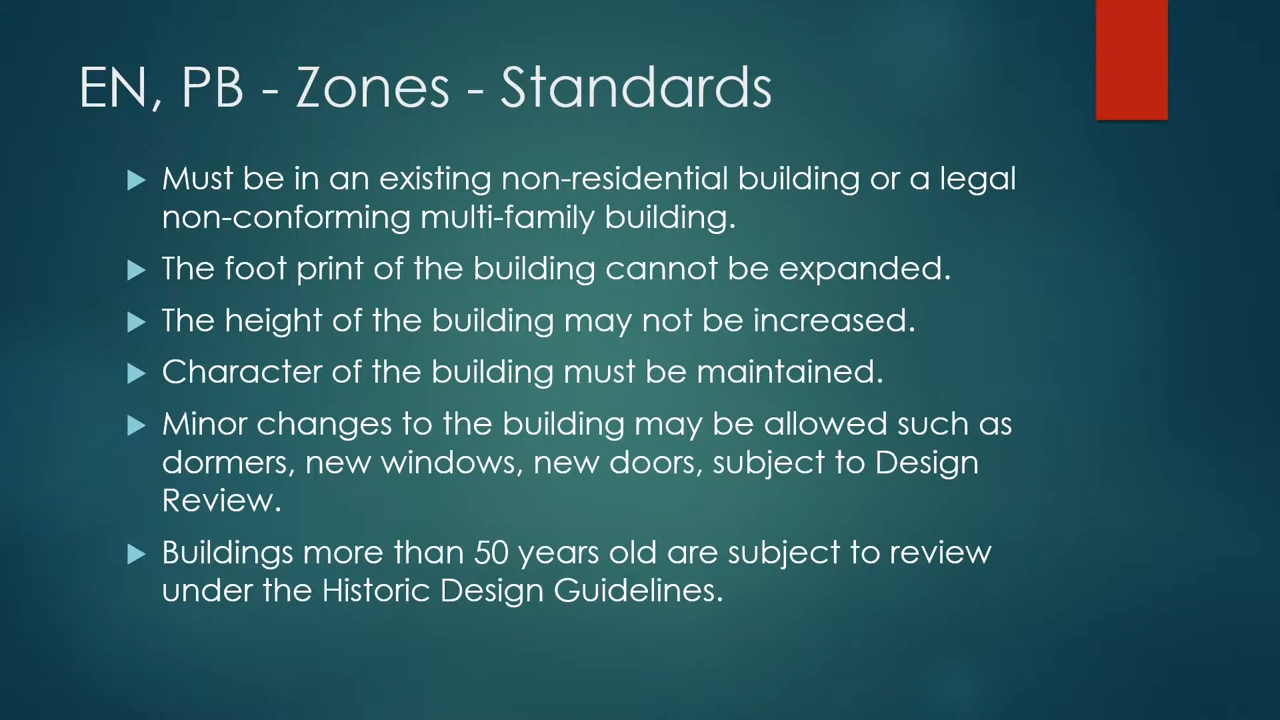 EN, PB - Zones - Standards
Must be in an existing non-residential building or a legal
non-conforming multi-family building.
The foot print of the building cannot be expanded.
The height of the building may not be increased.
Character of the building must be maintained.
Minor changes to the building may be allowed such as
dormers, new windows, new doors, subject to Design
Review.
Buildings more than 50 years old are subject to review
under the Historic Design Guidelines.